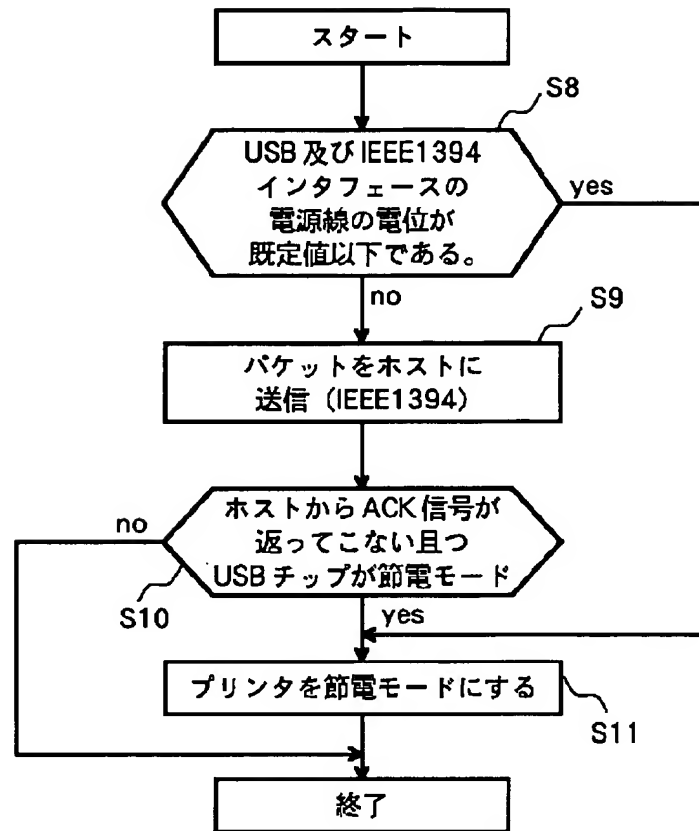 スタート
S8
USB 及び IEEE1394
インタフェースの
電源線の電位が
既定値以下である。
yes
no
S9
パケットをホストに
送信（IEEE1394）
ホストから ACK 信号が
返ってこない且つ
USB チップが節電モード
no
S10
yes
プリンタを節電モードにする
S11
終了